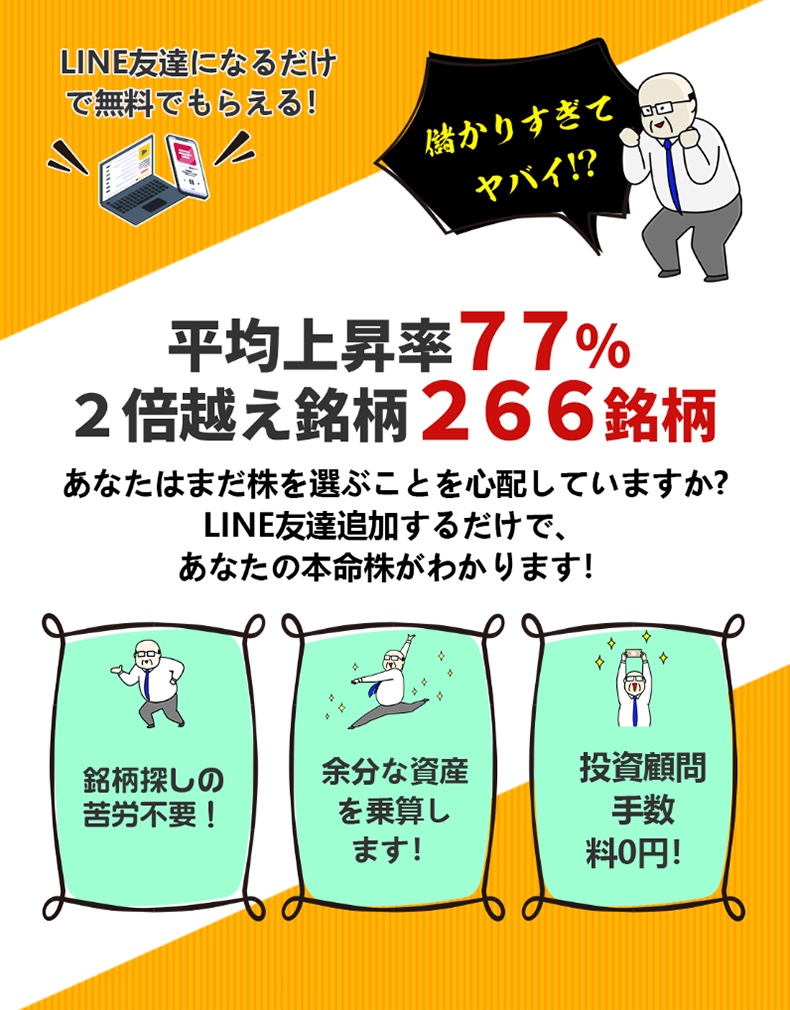 LINE友達になるだけ
で無料でもらえる!
儲かりすぎて
ヤバイ!?
平均上昇率77%
２倍越え銘柄２６６銘柄
あなたはまだ株を選ぶことを心配していますか?
LINE友達追加するだけで、
あなたの本命株がわかります!
銘柄探しの
苦労不要！
余分な資産
を乗算し
ます!
投資顧問
手数
料0円!